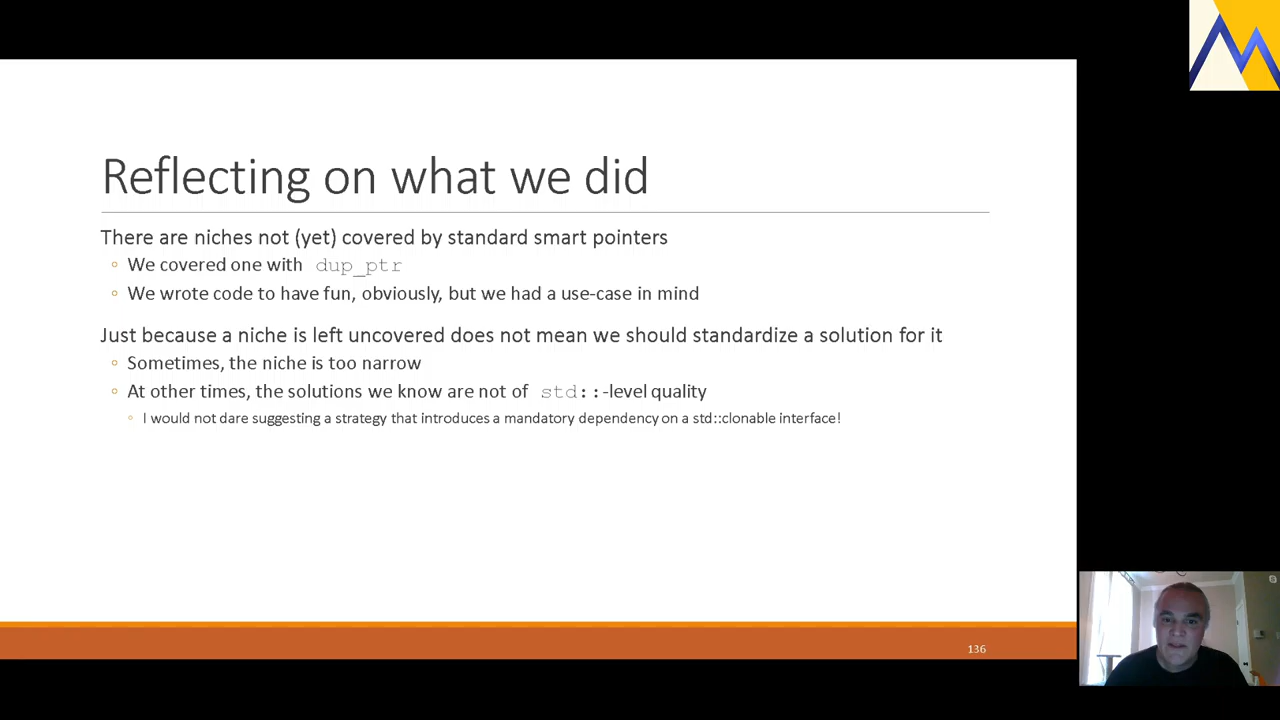 Reflecting on what we did
There are niches not (yet) covered by standard smart pointers
◦ We covered one with dup_ptr
◦ We wrote code to have fun, obviously, but we had a use-case in mind
Just because a niche is left uncovered does not mean we should standardize a solution for it
◦ Sometimes, the niche is too narrow
◦ At other times, the solutions we know are not of std::-level quality
◦ I would not dare suggesting a strategy that introduces a mandatory dependency on a std::clonable interface!
136